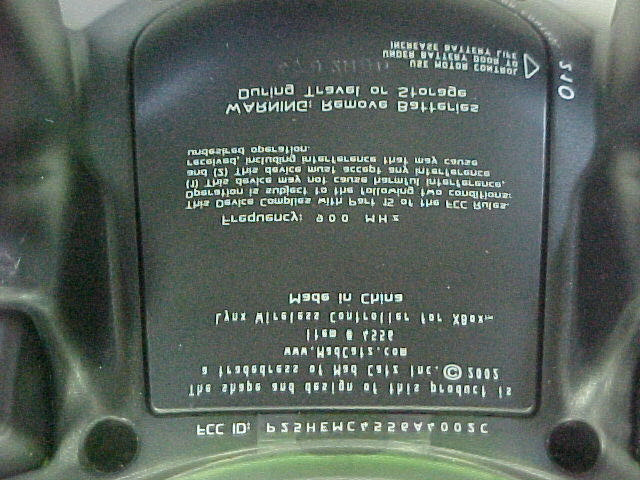 FCC ID: P25HEMC4556A4002C
The shape and design of this product is
a tradedress of Mad Catz Inc.© 2002
www.MadCatz.com
Item # 4556
Lynx Wireless Controller for XBox™
Made in China
Frequency: 900 MHz
This Device Complies with Part 15 of the FCC Rules.
Operation is subject to the following two conditions:
(1) This device may not cause harmful interference,
and (2) This device must accept any interference
received, including interference that may cause
undesired operation.
WARNING: Remove Batteries
During Travel or Storage
USE MOTOR CONTROL
UNDER BATTERY DOOR TO
INCREASE BATTERY LIFE